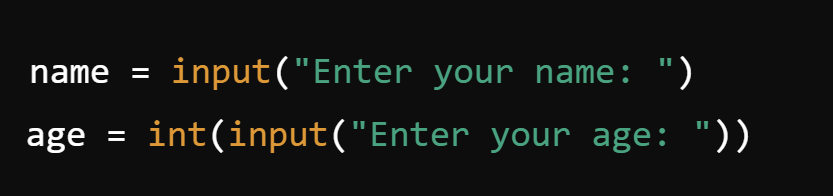 name = input("Enter your name: ")
age = int(input("Enter your age: "))